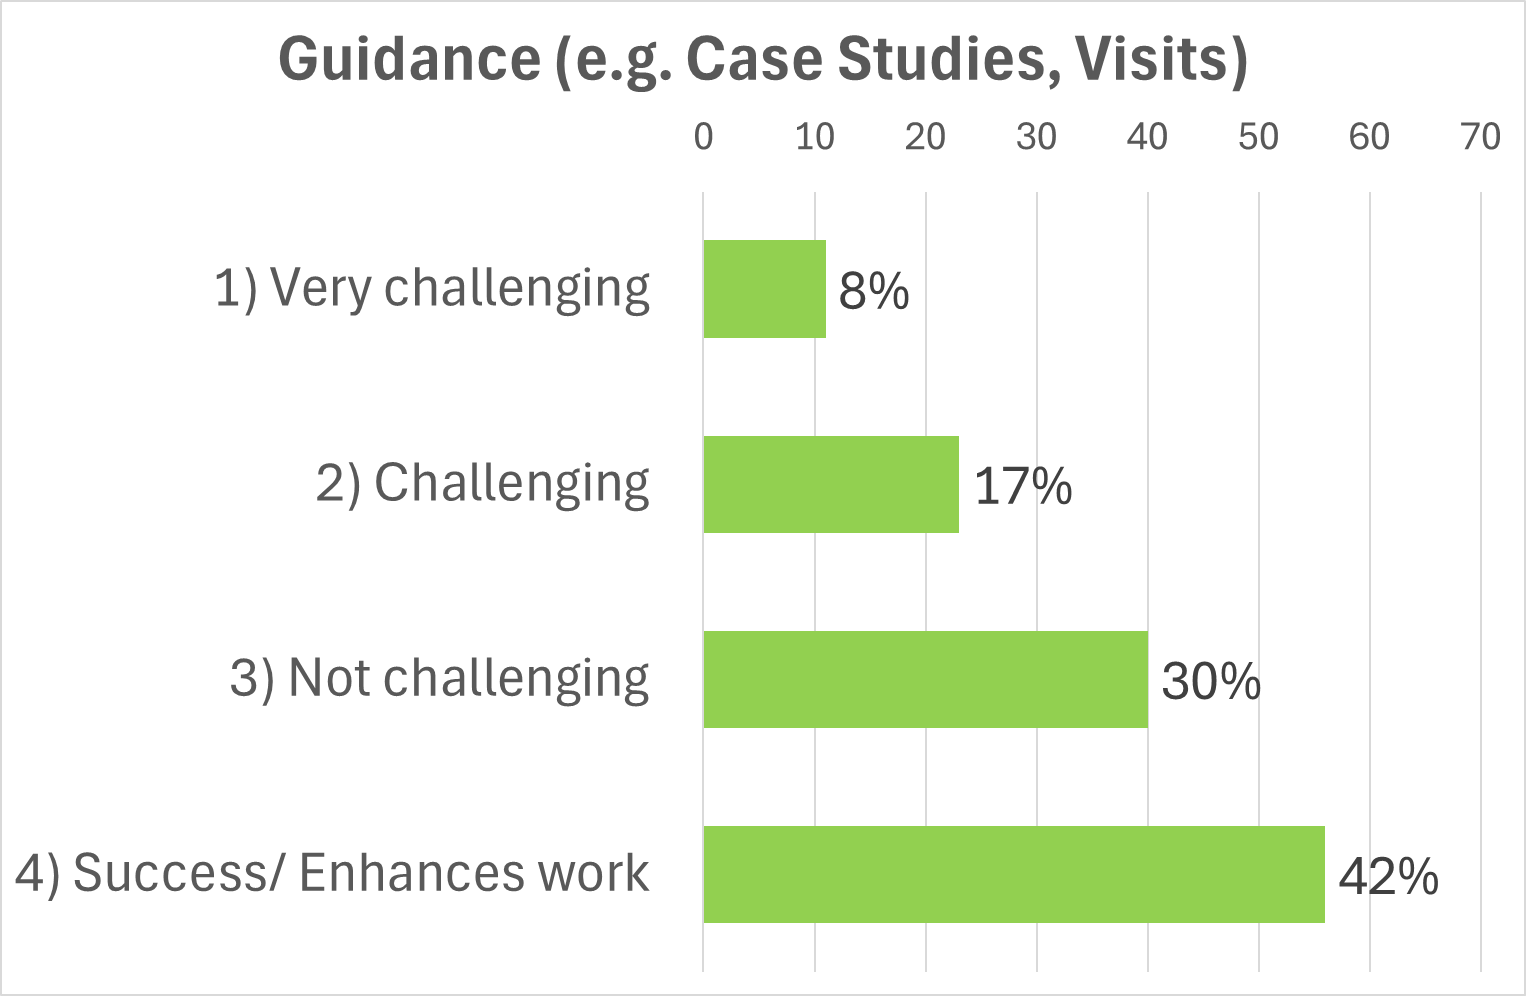 Guidance (e.g. Case Studies, Visits)
0 10 20 30 40 50 60 70
1) Very challenging 8%
2) Challenging 17%
3) Not challenging 30%
4) Success/ Enhances work 42%